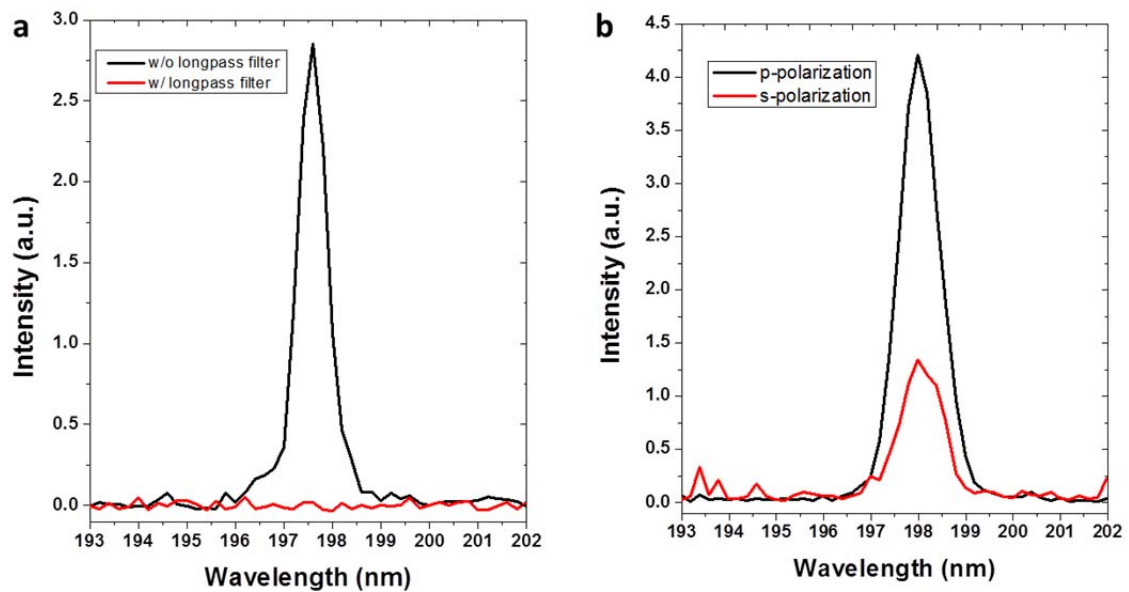 a
3.0
2.5
2.0
1.5
1.0
0.5
0.0
Intensity (a.u.)
w/o longpass filter
w/ longpass filter
193 194 195 196 197 198 199 200 201 202
Wavelength (nm)
b
4.5
4.0
3.5
3.0
2.5
2.0
1.5
1.0
0.5
0.0
Intensity (a.u.)
p-polarization
s-polarization
193 194 195 196 197 198 199 200 201 202
Wavelength (nm)